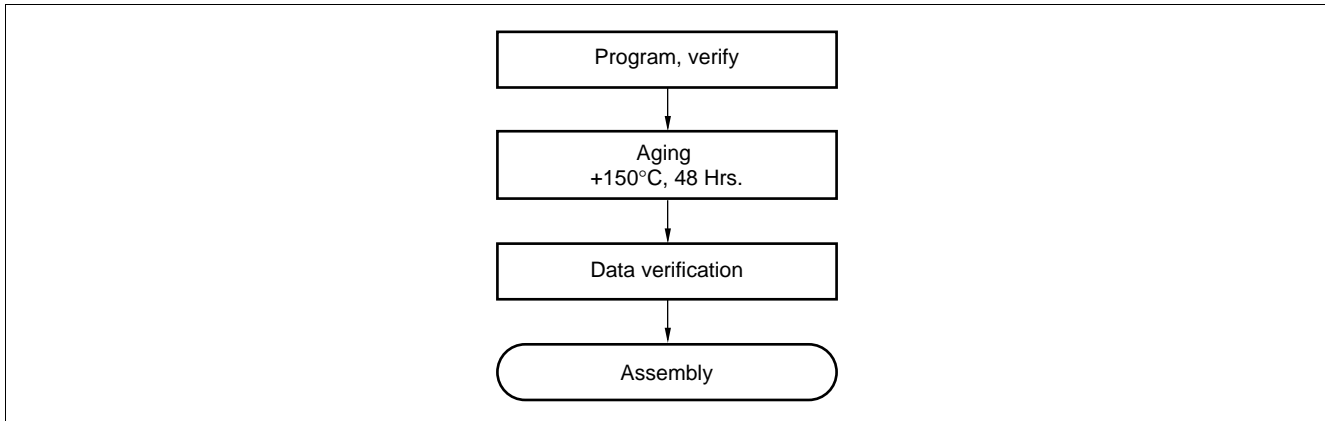 Program, verify
Aging
+150°C, 48 Hrs.
Data verification
Assembly